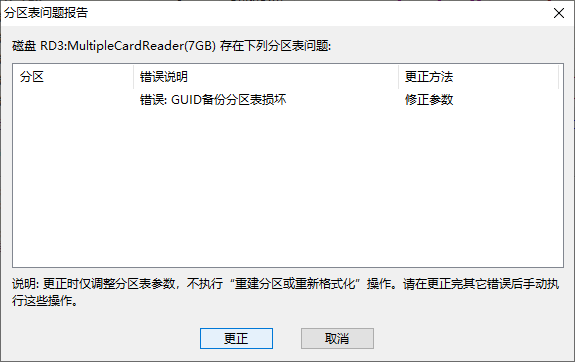 分区表问题报告
磁盘 RD3:MultipleCardReader(7GB) 存在下列分区表问题:
分区 错误说明 更正方法
错误: GUID备份分区表损坏 修正参数
说明: 更正时仅调整分区表参数，不执行“重建分区或重新格式化”操作。请在更正完其它错误后手动执
行这些操作。
更正 取消